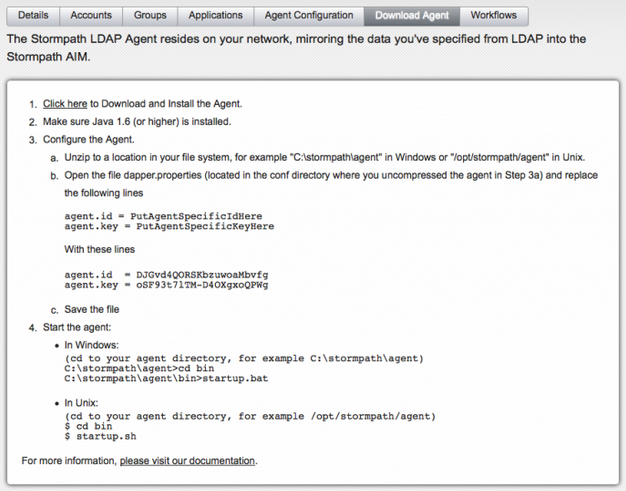 Details Accounts Groups Applications Agent Configuration Download Agent Workflows
The Stormpath LDAP Agent resides on your network, mirroring the data you've specified from LDAP into the
Stormpath AIM.
1. Click here to Download and Install the Agent.
2. Make sure Java 1.6 (or higher) is installed.
3. Configure the Agent.
a. Unzip to a location in your file system, for example "C:\stormpath\agent" in Windows or "/opt/stormpath/agent" in Unix.
b. Open the file dapper.properties (located in the conf directory where you uncompressed the agent in Step 3a) and replace
the following lines
agent.id = PutAgentSpecificIdHere
agent.key = PutAgentSpecificKeyHere
With these lines
agent.id = DJGvd4QORSKbzuwoaMbvfg
agent.key = oSF93t7lTM-D4OXgxoQPWg
c. Save the file
4. Start the agent:
• In Windows:
(cd to your agent directory, for example C:\stormpath\agent)
C:\stormpath\agent>cd bin
C:\stormpath\agent\bin>startup.bat
• In Unix:
(cd to your agent directory, for example /opt/stormpath/agent)
$ cd bin
$ startup.sh
For more information, please visit our documentation.